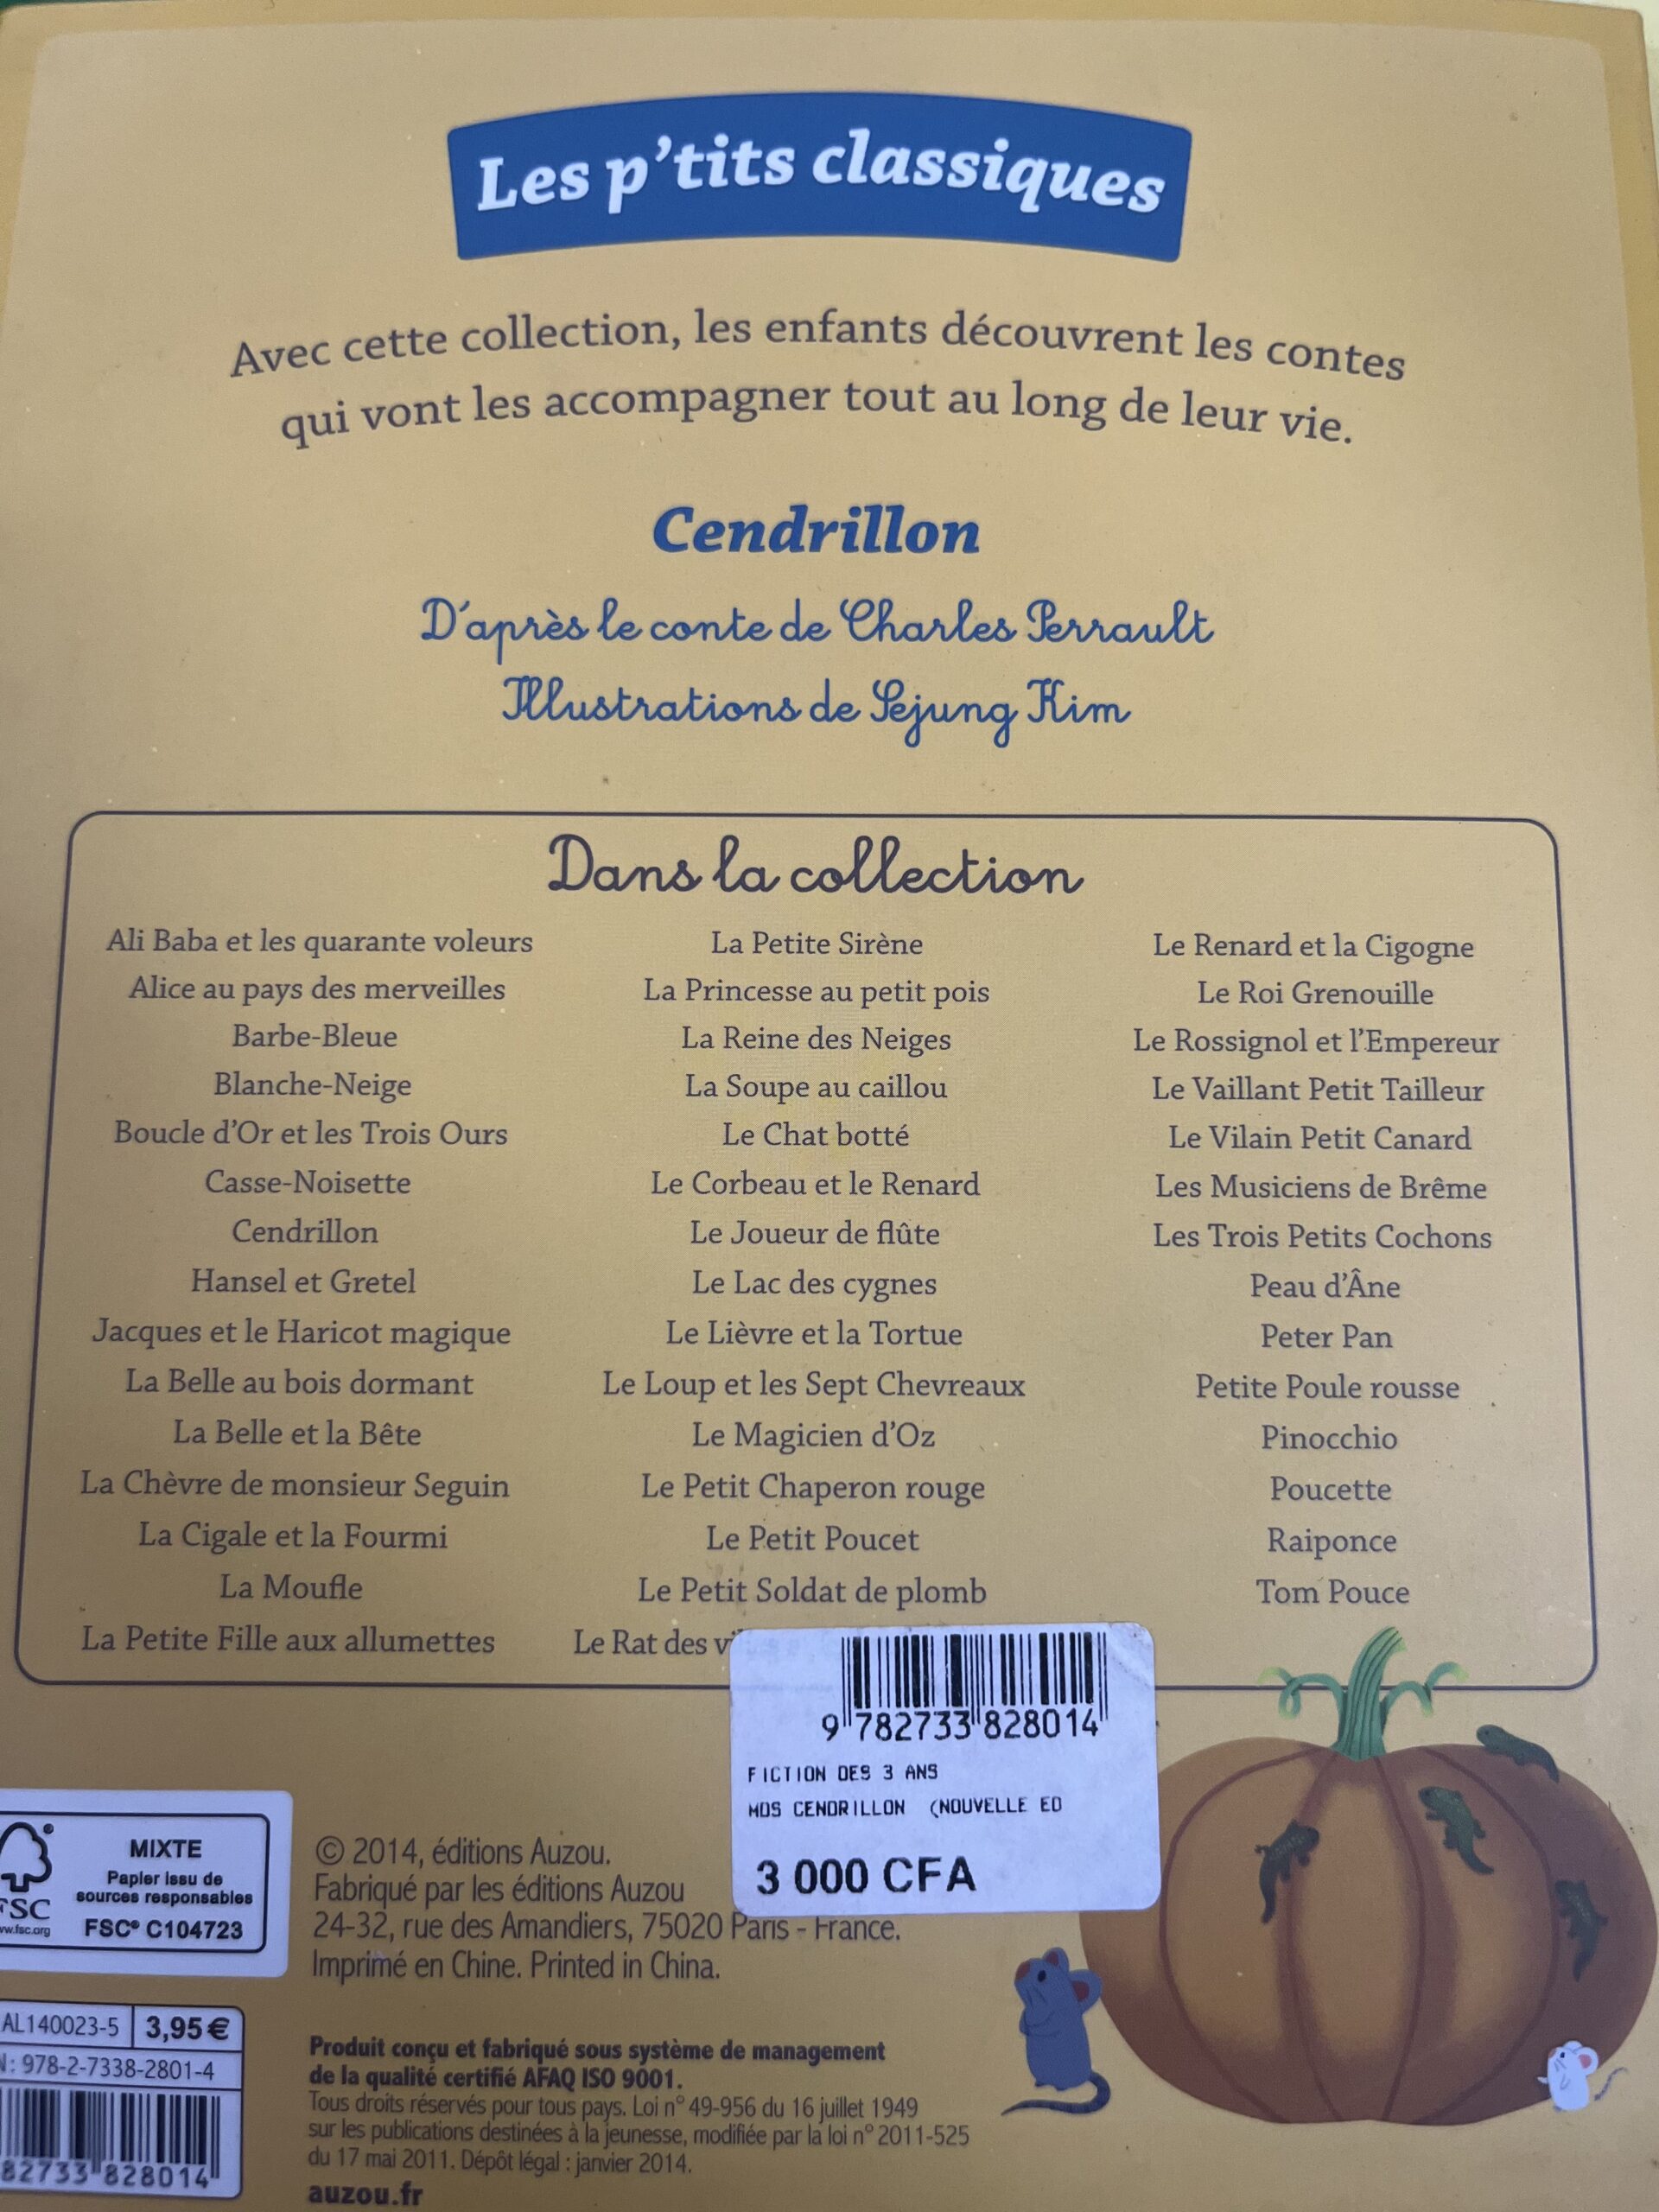 Les p'tits classiques
Avec cette collection, les enfants découvrent les contes
qui vont les accompagner tout au long de leur vie.
Cendrillon
D'après le conte de Charles Perrault
Illustrations de Sejung Kim
Dans la collection
Ali Baba et les quarante voleurs
Alice au pays des merveilles
Barbe-Bleue
Blanche-Neige
Boucle d'Or et les Trois Ours
Casse-Noisette
Cendrillon
Hansel et Gretel
Jacques et le Haricot magique
La Belle au bois dormant
La Belle et la Bête
La Chèvre de monsieur Seguin
La Cigale et la Fourmi
La Moufle
La Petite Fille aux allumettes
La Petite Sirène
La Princesse au petit pois
La Reine des Neiges
La Soupe au caillou
Le Chat botté
Le Corbeau et le Renard
Le Joueur de flûte
Le Lac des cygnes
Le Lièvre et la Tortue
Le Loup et les Sept Chevreaux
Le Magicien d'Oz
Le Petit Chaperon rouge
Le Petit Poucet
Le Petit Soldat de plomb
Le Rat des
Le Renard et la Cigogne
Le Roi Grenouille
Le Rossignol et l'Empereur
Le Vaillant Petit Tailleur
Le Vilain Petit Canard
Les Musiciens de Brême
Les Trois Petits Cochons
Peau d'Âne
Peter Pan
Petite Poule rousse
Pinocchio
Poucette
Raiponce
Tom Pouce
9 782733 828014
FICTION DES 3 ANS
MDS CENDRILLON (NOUVELLE ED
3 000 CFA
FSC
www.fsc.org
MIXTE
Papier issu de
sources responsables
FSC® C104723
© 2014, éditions Auzou.
Fabriqué par les éditions Auzou
24-32, rue des Amandiers, 75020 Paris - France.
Imprimé en Chine. Printed in China.
AL140023-5
3,95 €
N: 978-2-7338-2801-4
82733 828014
Produit conçu et fabriqué sous système de management
de la qualité certifié AFAQ ISO 9001.
Tous droits réservés pour tous pays. Loi n° 49-956 du 16 juillet 1949
sur les publications destinées à la jeunesse, modifiée par la loi n° 2011-525
du 17 mai 2011. Dépôt légal : janvier 2014.
auzou.fr